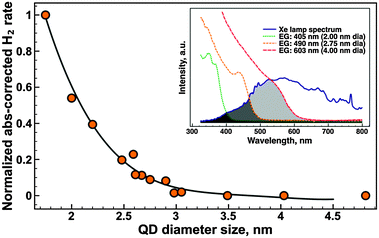 Normalized abs-corrected H2 rate
1
0.8
0.6
0.4
0.2
0
2
2.5
3
3.5
4
4.5
QD diameter size, nm
Intensity, a.u.
Xe lamp spectrum
EG: 405 nm (2.00 nm dia)
EG: 490 nm (2.75 nm dia)
EG: 603 nm (4.00 nm dia)
300
400
500
600
700
800
Wavelength, nm